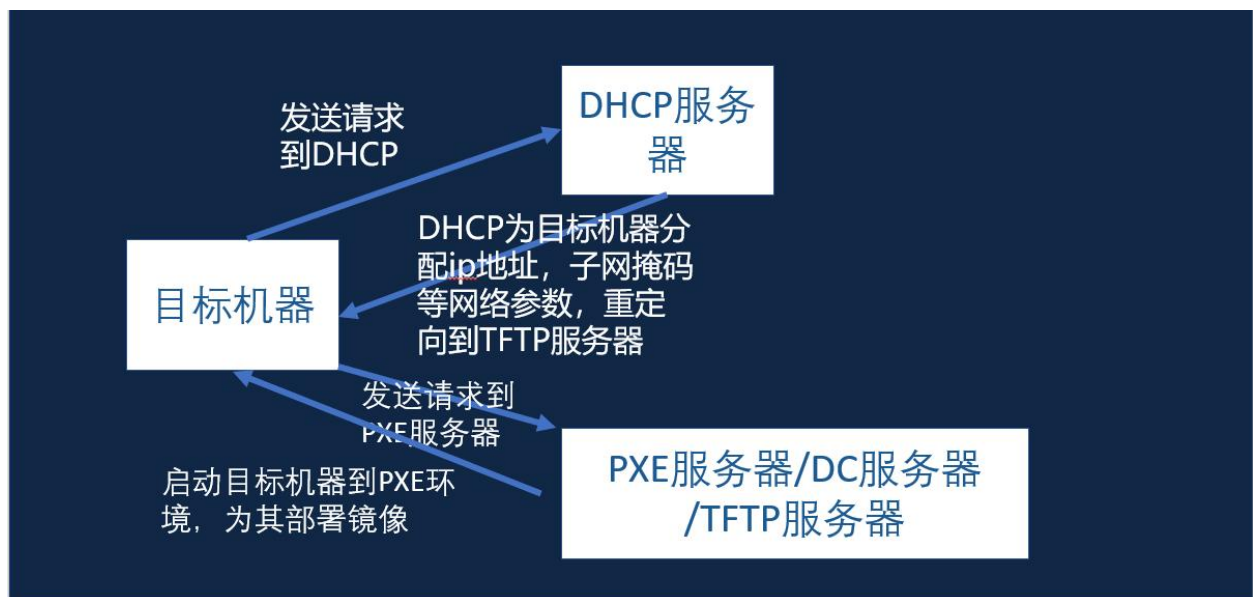 发送请求
到DHCP
DHCP服务
器
DHCP为目标机器分
配ip地址，子网掩码
等网络参数，重定
向到TFTP服务器
目标机器
发送请求到
PXE服务器
启动目标机器到PXE环
境，为其部署镜像
PXE服务器/DC服务器
/TFTP服务器